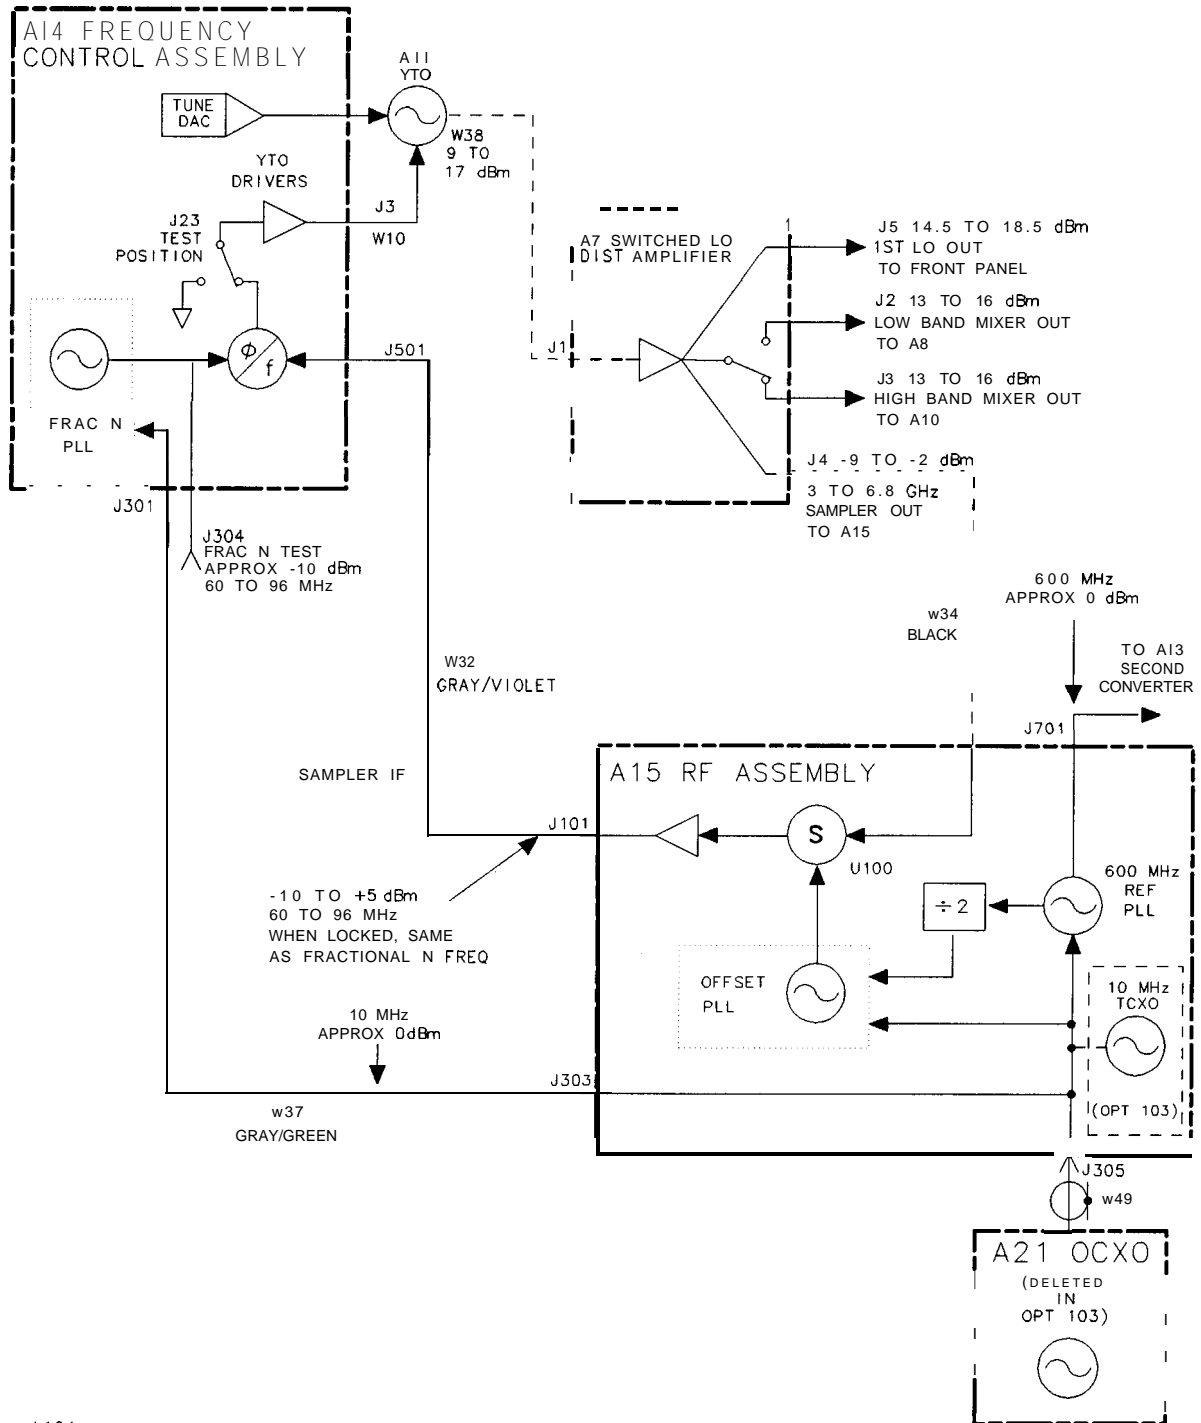 A14 FREQUENCY
CONTROL ASSEMBLY
TUNE
DAC
A11
YTO
W38
9 TO
17 dBm
YTO
DRIVERS
J3
W10
J23
TEST
POSITION
φ/f
J501
FRAC N
PLL
J301
J304
FRAC N TEST
APPROX -10 dBm
60 TO 96 MHz
A7 SWITCHED LO
DIST AMPLIFIER
J1
J5 14.5 TO 18.5 dBm
1ST LO OUT
TO FRONT PANEL
J2 13 TO 16 dBm
LOW BAND MIXER OUT
TO A8
J3 13 TO 16 dBm
HIGH BAND MIXER OUT
TO A10
J4 -9 TO -2 dBm
3 TO 6.8 GHz
SAMPLER OUT
TO A15
600 MHz
APPROX 0 dBm
w34
BLACK
TO A13
SECOND
CONVERTER
W32
GRAY/VIOLET
J701
SAMPLER IF
A15 RF ASSEMBLY
J101
S
U100
600 MHz
REF
PLL
÷2
-10 TO +5 dBm
60 TO 96 MHz
WHEN LOCKED, SAME
AS FRACTIONAL N FREQ
OFFSET
PLL
10 MHz
TCXO
(OPT 103)
10 MHz
APPROX 0dBm
J303
w37
GRAY/GREEN
J305
w49
A21 OCXO
(DELETED
IN
OPT 103)